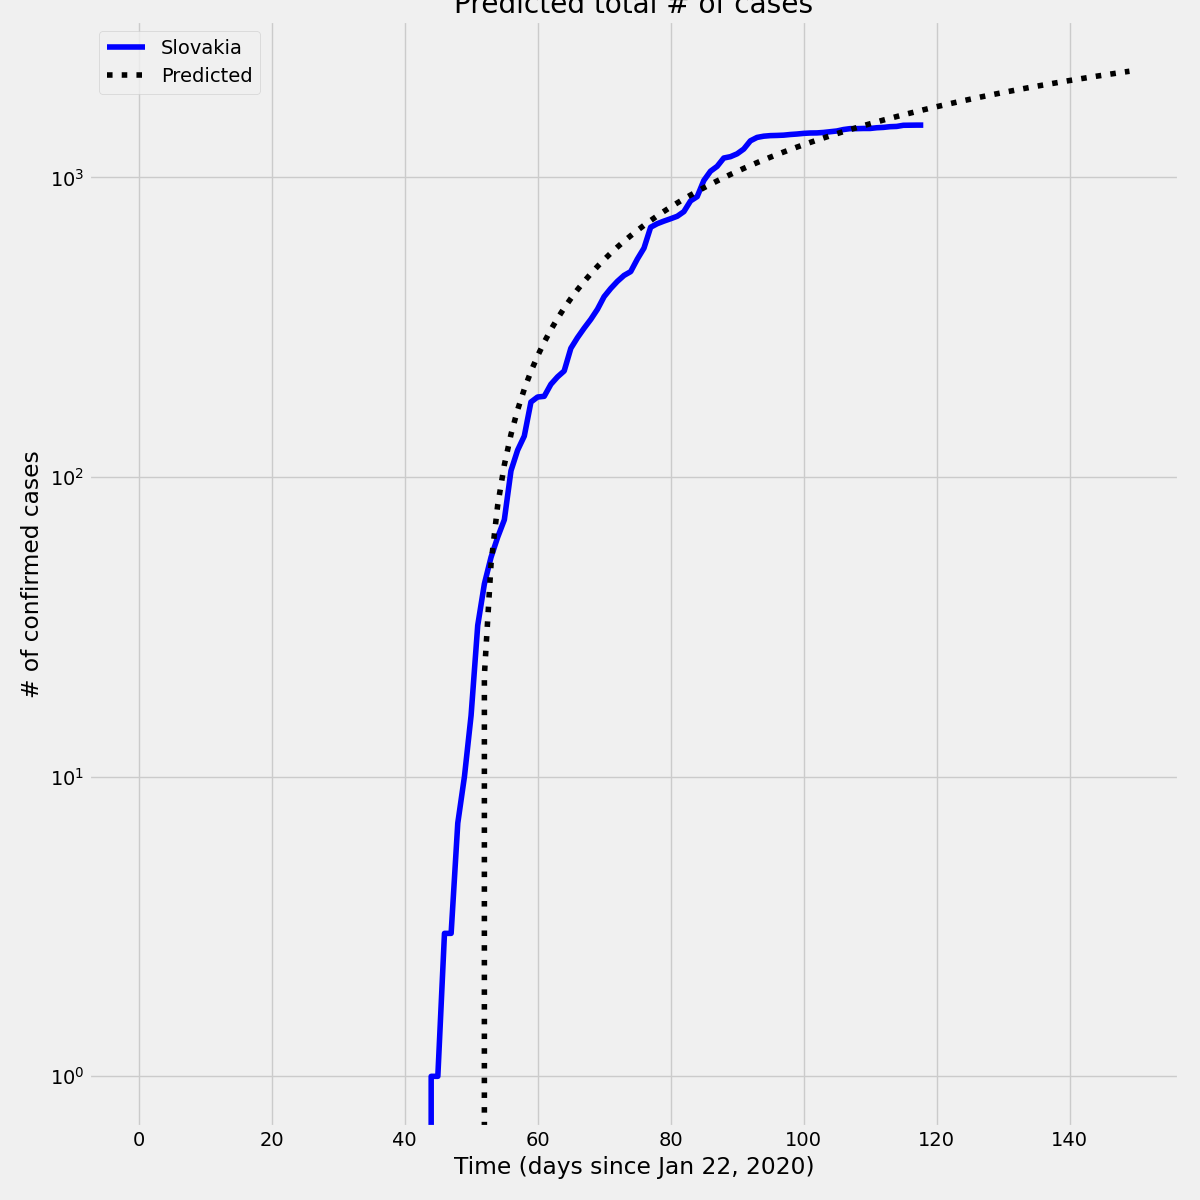 Predicted total # of cases
Slovakia
Predicted
10³
10²
10¹
10⁰
# of confirmed cases
0 20 40 60 80 100 120 140
Time (days since Jan 22, 2020)